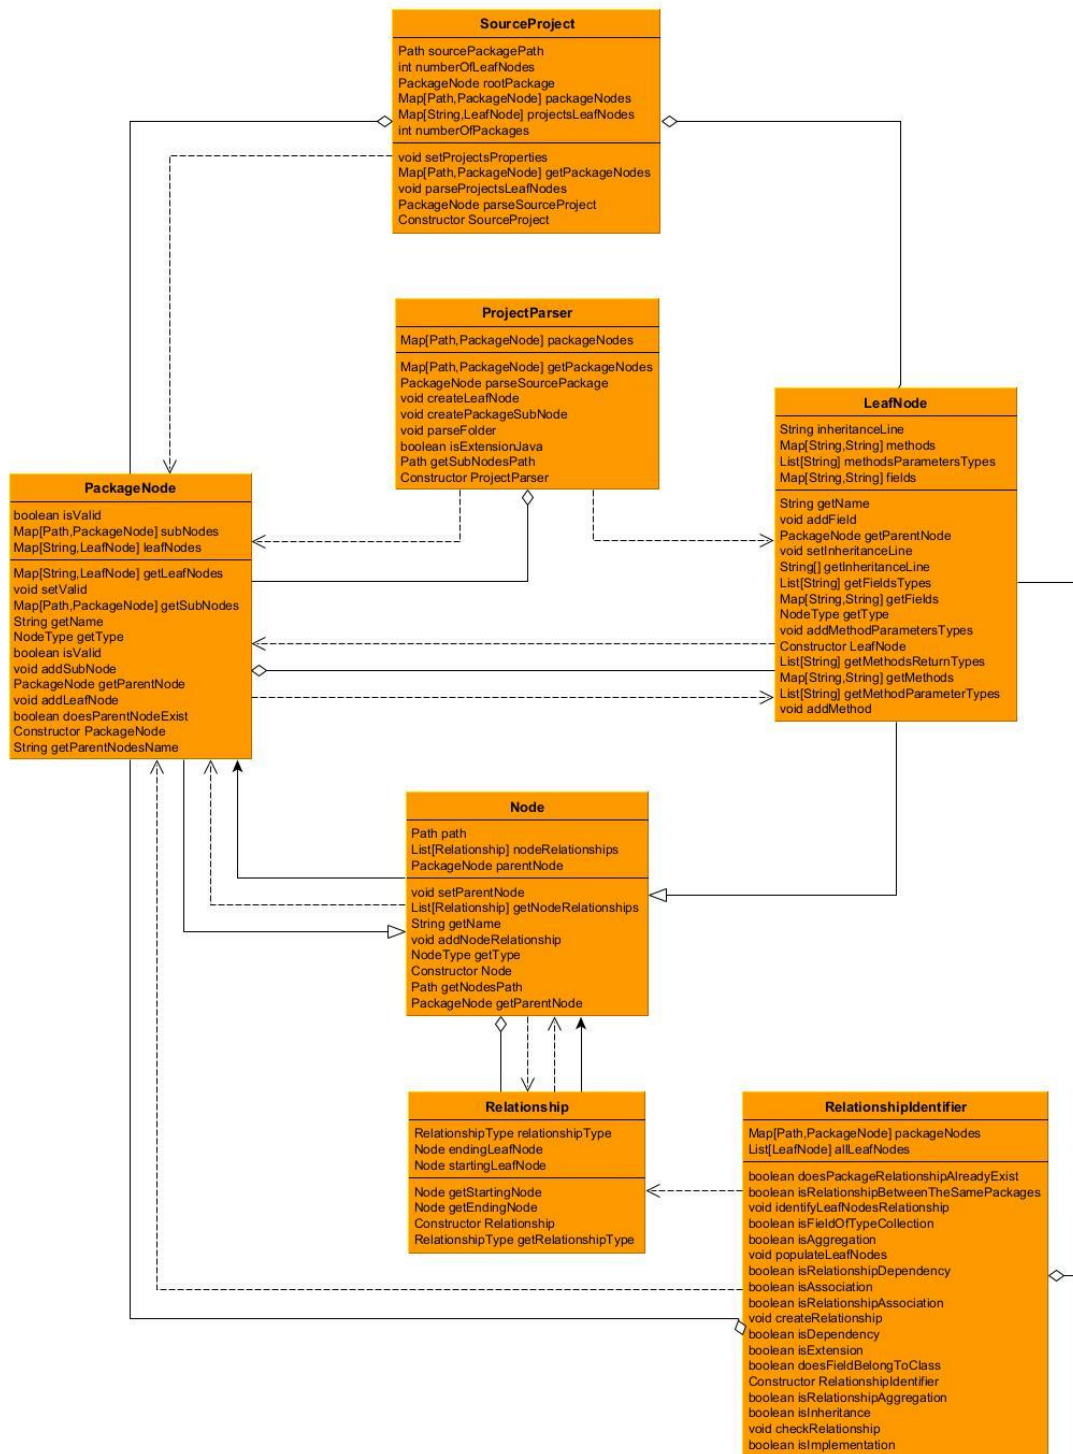 SourceProject
Path sourcePackagePath
int numberOfLeafNodes
PackageNode rootPackage
Map[Path,PackageNode] packageNodes
Map[String,LeafNode] projectsLeafNodes
int numberOfPackages
void setProjectsProperties
Map[Path,PackageNode] getPackageNodes
void parseProjectsLeafNodes
PackageNode parseSourceProject
Constructor SourceProject
ProjectParser
Map[Path,PackageNode] packageNodes
Map[Path,PackageNode] getPackageNodes
PackageNode parseSourcePackage
void createLeafNode
void createPackageSubNode
void parseFolder
boolean isExtensionJava
Path getSubNodesPath
Constructor ProjectParser
LeafNode
String inheritanceLine
Map[String,String] methods
List[String] methodsParametersTypes
Map[String,String] fields
String getName
void addField
PackageNode getParentNode
void setInheritanceLine
String[] getInheritanceLine
List[String] getFieldsTypes
Map[String,String] getFields
NodeType getType
void addMethodParametersTypes
Constructor LeafNode
List[String] getMethodsReturnTypes
Map[String,String] getMethods
List[String] getMethodParameterTypes
void addMethod
PackageNode
boolean isValid
Map[Path,PackageNode] subNodes
Map[String,LeafNode] leafNodes
Map[String,LeafNode] getLeafNodes
void setValid
Map[Path,PackageNode] getSubNodes
String getName
NodeType getType
boolean isValid
void addSubNode
PackageNode getParentNode
void addLeafNode
boolean doesParentNodeExist
Constructor PackageNode
String getParentNodesName
Node
Path path
List[Relationship] nodeRelationships
PackageNode parentNode
void setParentNode
List[Relationship] getNodeRelationships
String getName
void addNodeRelationship
NodeType getType
Constructor Node
Path getNodesPath
PackageNode getParentNode
Relationship
RelationshipType relationshipType
Node endingLeafNode
Node startingLeafNode
Node getStartingNode
Node getEndingNode
Constructor Relationship
RelationshipType getRelationshipType
RelationshipIdentifier
Map[Path,PackageNode] packageNodes
List[LeafNode] allLeafNodes
boolean doesPackageRelationshipAlreadyExist
boolean isRelationshipBetweenTheSamePackages
void identifyLeafNodesRelationship
boolean isFieldOfTypeCollection
boolean isAggregation
void populateLeafNodes
boolean isRelationshipDependency
boolean isAssociation
boolean isRelationshipAssociation
void createRelationship
boolean isDependency
boolean isExtension
boolean doesFieldBelongToClass
Constructor RelationshipIdentifier
boolean isRelationshipAggregation
boolean isInheritance
void checkRelationship
boolean isImplementation